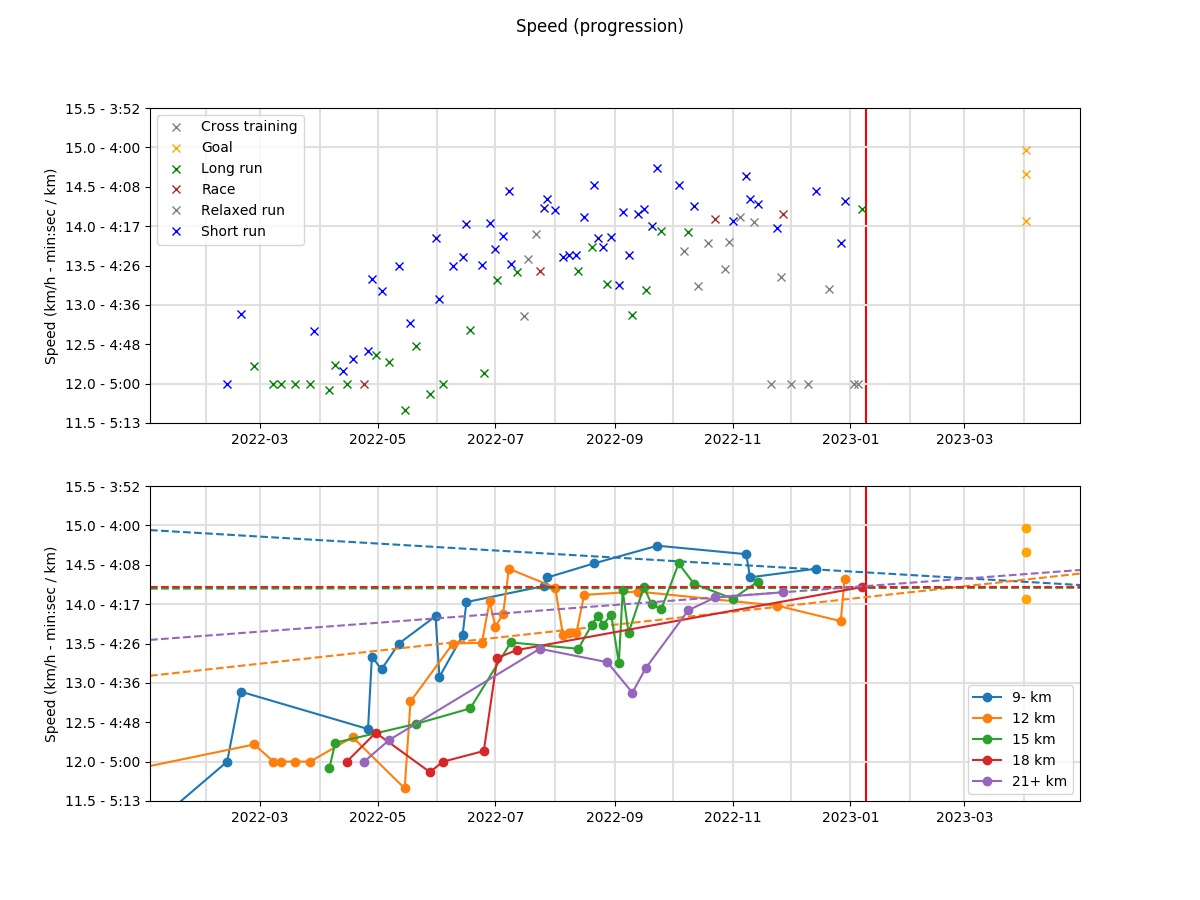 Speed (progression)
Speed (km/h - min:sec / km)
15.5 - 3:52
15.0 - 4:00
14.5 - 4:08
14.0 - 4:17
13.5 - 4:26
13.0 - 4:36
12.5 - 4:48
12.0 - 5:00
11.5 - 5:13
Cross training
Goal
Long run
Race
Relaxed run
Short run
2022-03 2022-05 2022-07 2022-09 2022-11 2023-01 2023-03
Speed (km/h - min:sec / km)
15.5 - 3:52
15.0 - 4:00
14.5 - 4:08
14.0 - 4:17
13.5 - 4:26
13.0 - 4:36
12.5 - 4:48
12.0 - 5:00
11.5 - 5:13
9- km
12 km
15 km
18 km
21+ km
2022-03 2022-05 2022-07 2022-09 2022-11 2023-01 2023-03